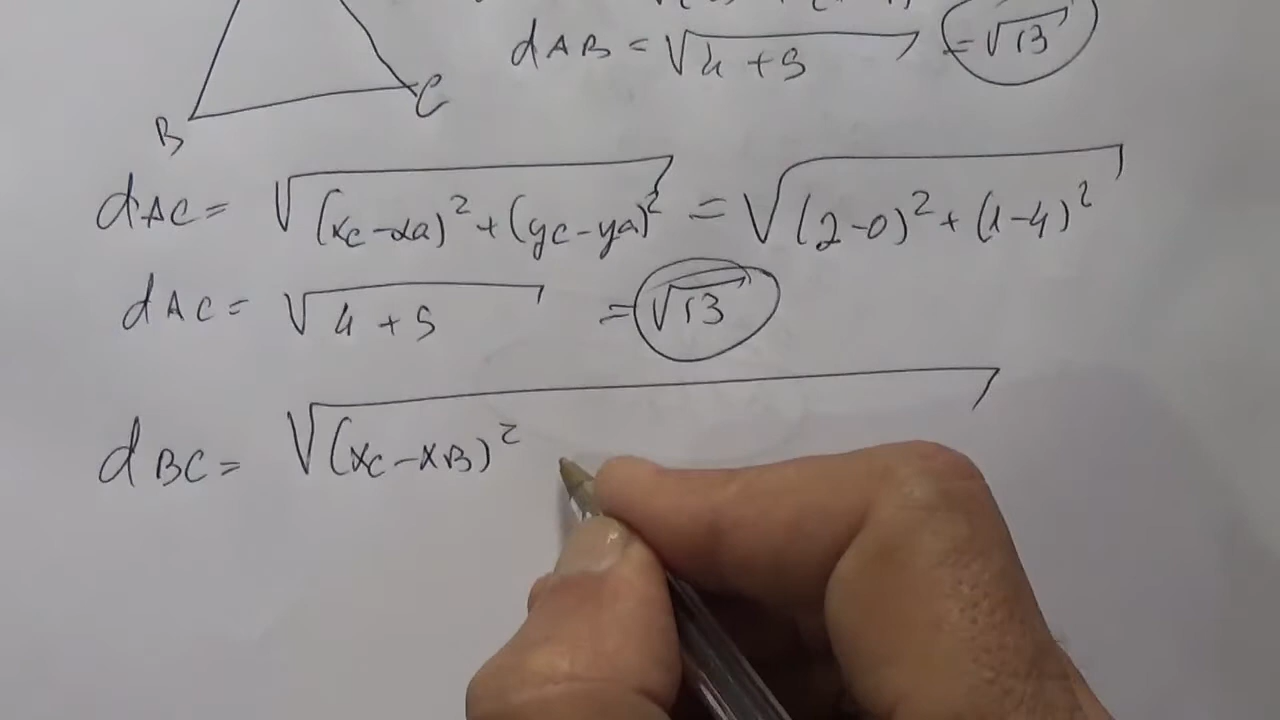 dAB = √4+9 = √13
B
C
dAC = √(xc-xa)²+(yc-ya)² = √(2-0)²+(1-4)²
dAC = √4+9 = √13
dBC = √(xc-xB)²